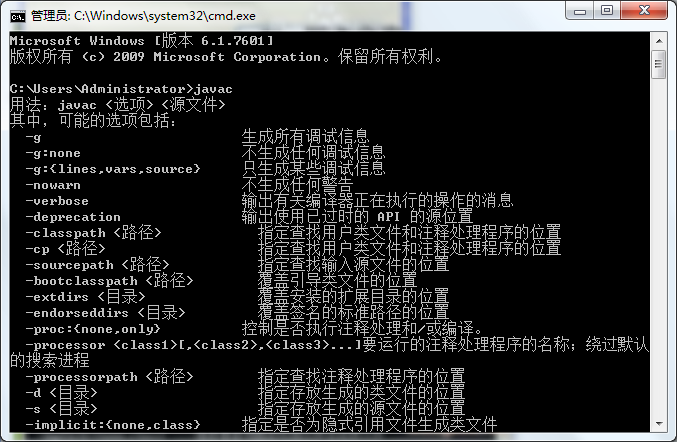 管理员: C:\Windows\system32\cmd.exe
Microsoft Windows [版本 6.1.7601]
版权所有 (c) 2009 Microsoft Corporation。保留所有权利。
C:\Users\Administrator>javac
用法: javac <选项> <源文件>
其中, 可能的选项包括:
-g 生成所有调试信息
-g:none 不生成任何调试信息
-g:{lines,vars,source} 只生成某些调试信息
-nowarn 不生成任何警告
-verbose 输出有关编译器正在执行的操作的消息
-deprecation 输出使用已过时的 API 的源位置
-classpath <路径> 指定查找用户类文件和注释处理程序的位置
-cp <路径> 指定查找用户类文件和注释处理程序的位置
-sourcepath <路径> 指定查找输入源文件的位置
-bootclasspath <路径> 覆盖引导类文件的位置
-extdirs <目录> 覆盖安装的扩展目录的位置
-endorseddirs <目录> 覆盖签名的标准路径的位置
-proc:{none,only} 控制是否执行注释处理和/或编译。
-processor <class1>[,<class2>,<class3>...]要运行的注释处理程序的名称; 绕过默认
的搜索进程
-processorpath <路径> 指定查找注释处理程序的位置
-d <目录> 指定存放生成的类文件的位置
-s <目录> 指定存放生成的源文件的位置
-implicit:{none,class} 指定是否为隐式引用文件生成类文件